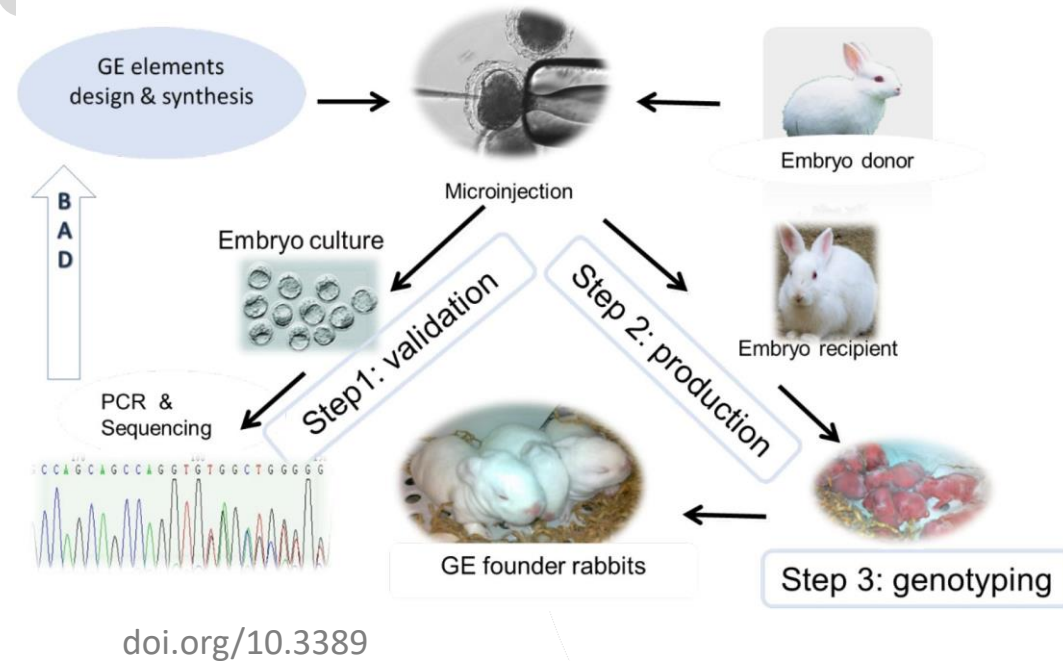 GE elements
design & synthesis
Embryo donor
Microinjection
BAD
Embryo culture
Embryo recipient
Step1: validation
Step 2: production
PCR &
Sequencing
CCAGCAGCCAGGTGTGGCTGGGGG
GE founder rabbits
Step 3: genotyping
doi.org/10.3389